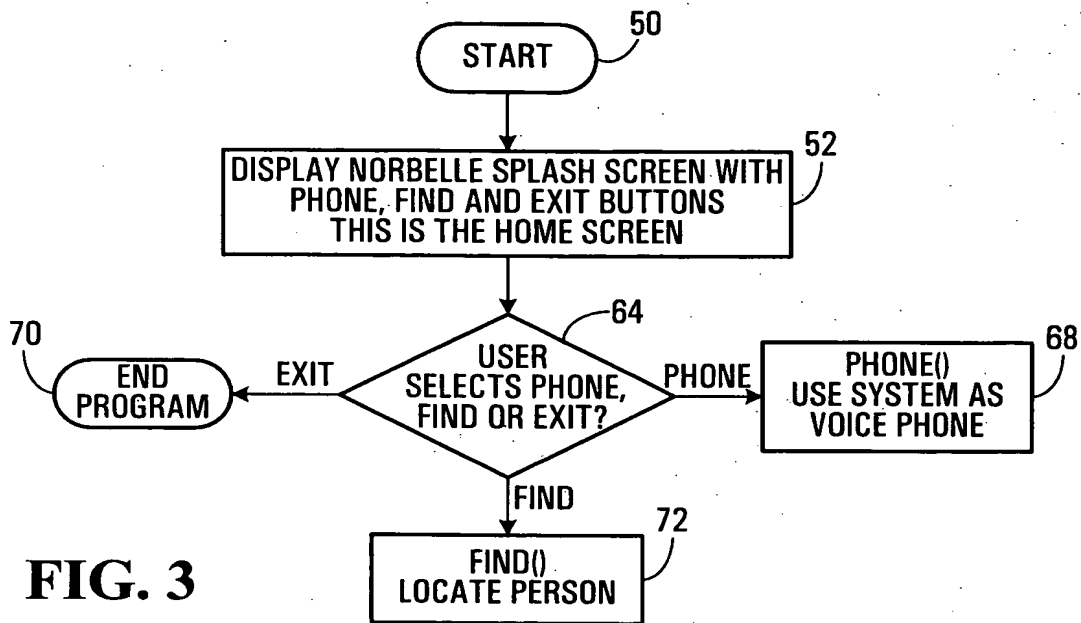 50
START
52
DISPLAY NORBELLE SPLASH SCREEN WITH
PHONE, FIND AND EXIT BUTTONS
THIS IS THE HOME SCREEN
64
USER
SELECTS PHONE,
FIND OR EXIT?
70
END
PROGRAM
EXIT
PHONE
68
PHONE()
USE SYSTEM AS
VOICE PHONE
FIND
72
FIND()
LOCATE PERSON
FIG. 3